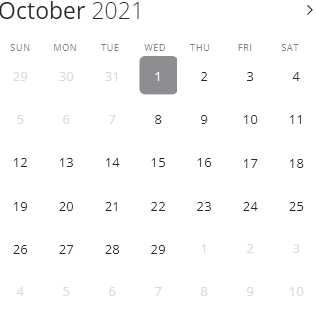 October 2021 >
SUN MON TUE WED THU FRI SAT
29 30 31 1 2 3 4
5 6 7 8 9 10 11
12 13 14 15 16 17 18
19 20 21 22 23 24 25
26 27 28 29 1 2 3
4 5 6 7 8 9 10